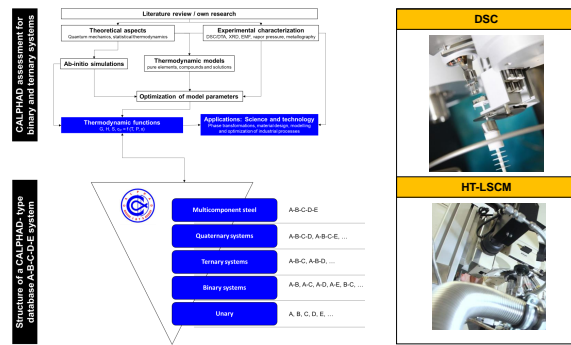 CALPHAD assessment for
binary and ternary systems
Literature review / own research
Theoretical aspects
Quantum mechanics, statistical thermodynamics
Experimental characterization
DSC/DTA, XRD, EMF, vapor pressure, metallography
Ab-initio simulations
Thermodynamic models
pure elements, compounds and solutions
Optimization of model parameters
Thermodynamic functions
Applications: Science and technology
Phase transformations, material design, modelling
and optimization of industrial processes
Structure of a CALPHAD- type
database A-B-C-D-E system
Multicomponent steel
A-B-C-D-E
Quaternary systems
A-B-C-D, A-B-C-E, …
Ternary systems
A-B-C, A-B-D, …
Binary systems
A-B, A-C, A-D, A-E, B-C, …
Unary
A, B, C, D, E, …
DSC
HT-LSCM